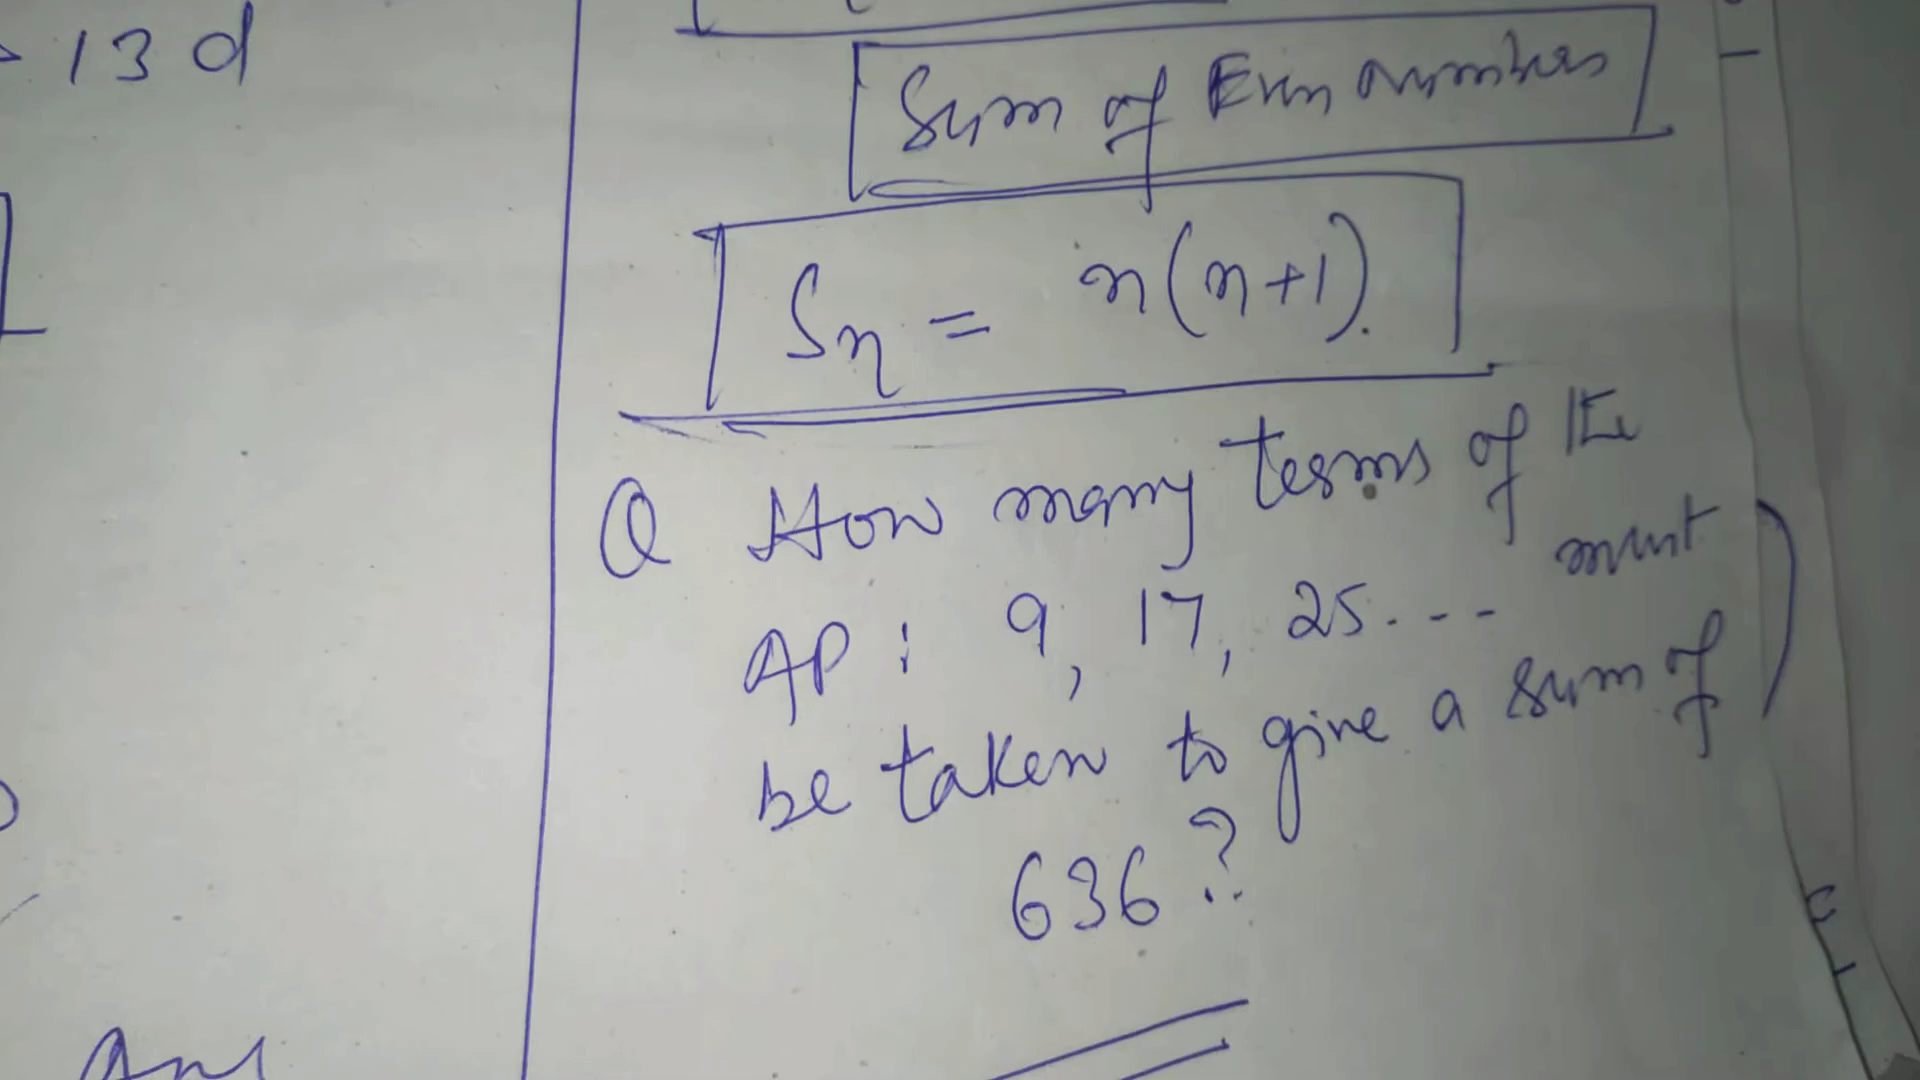 13 d
Sum of Even numbers
Sn = n(n+1).
Q How many terms of the
AP : 9, 17, 25 . - - - must
be taken to give a sum of
636 ?
Ans